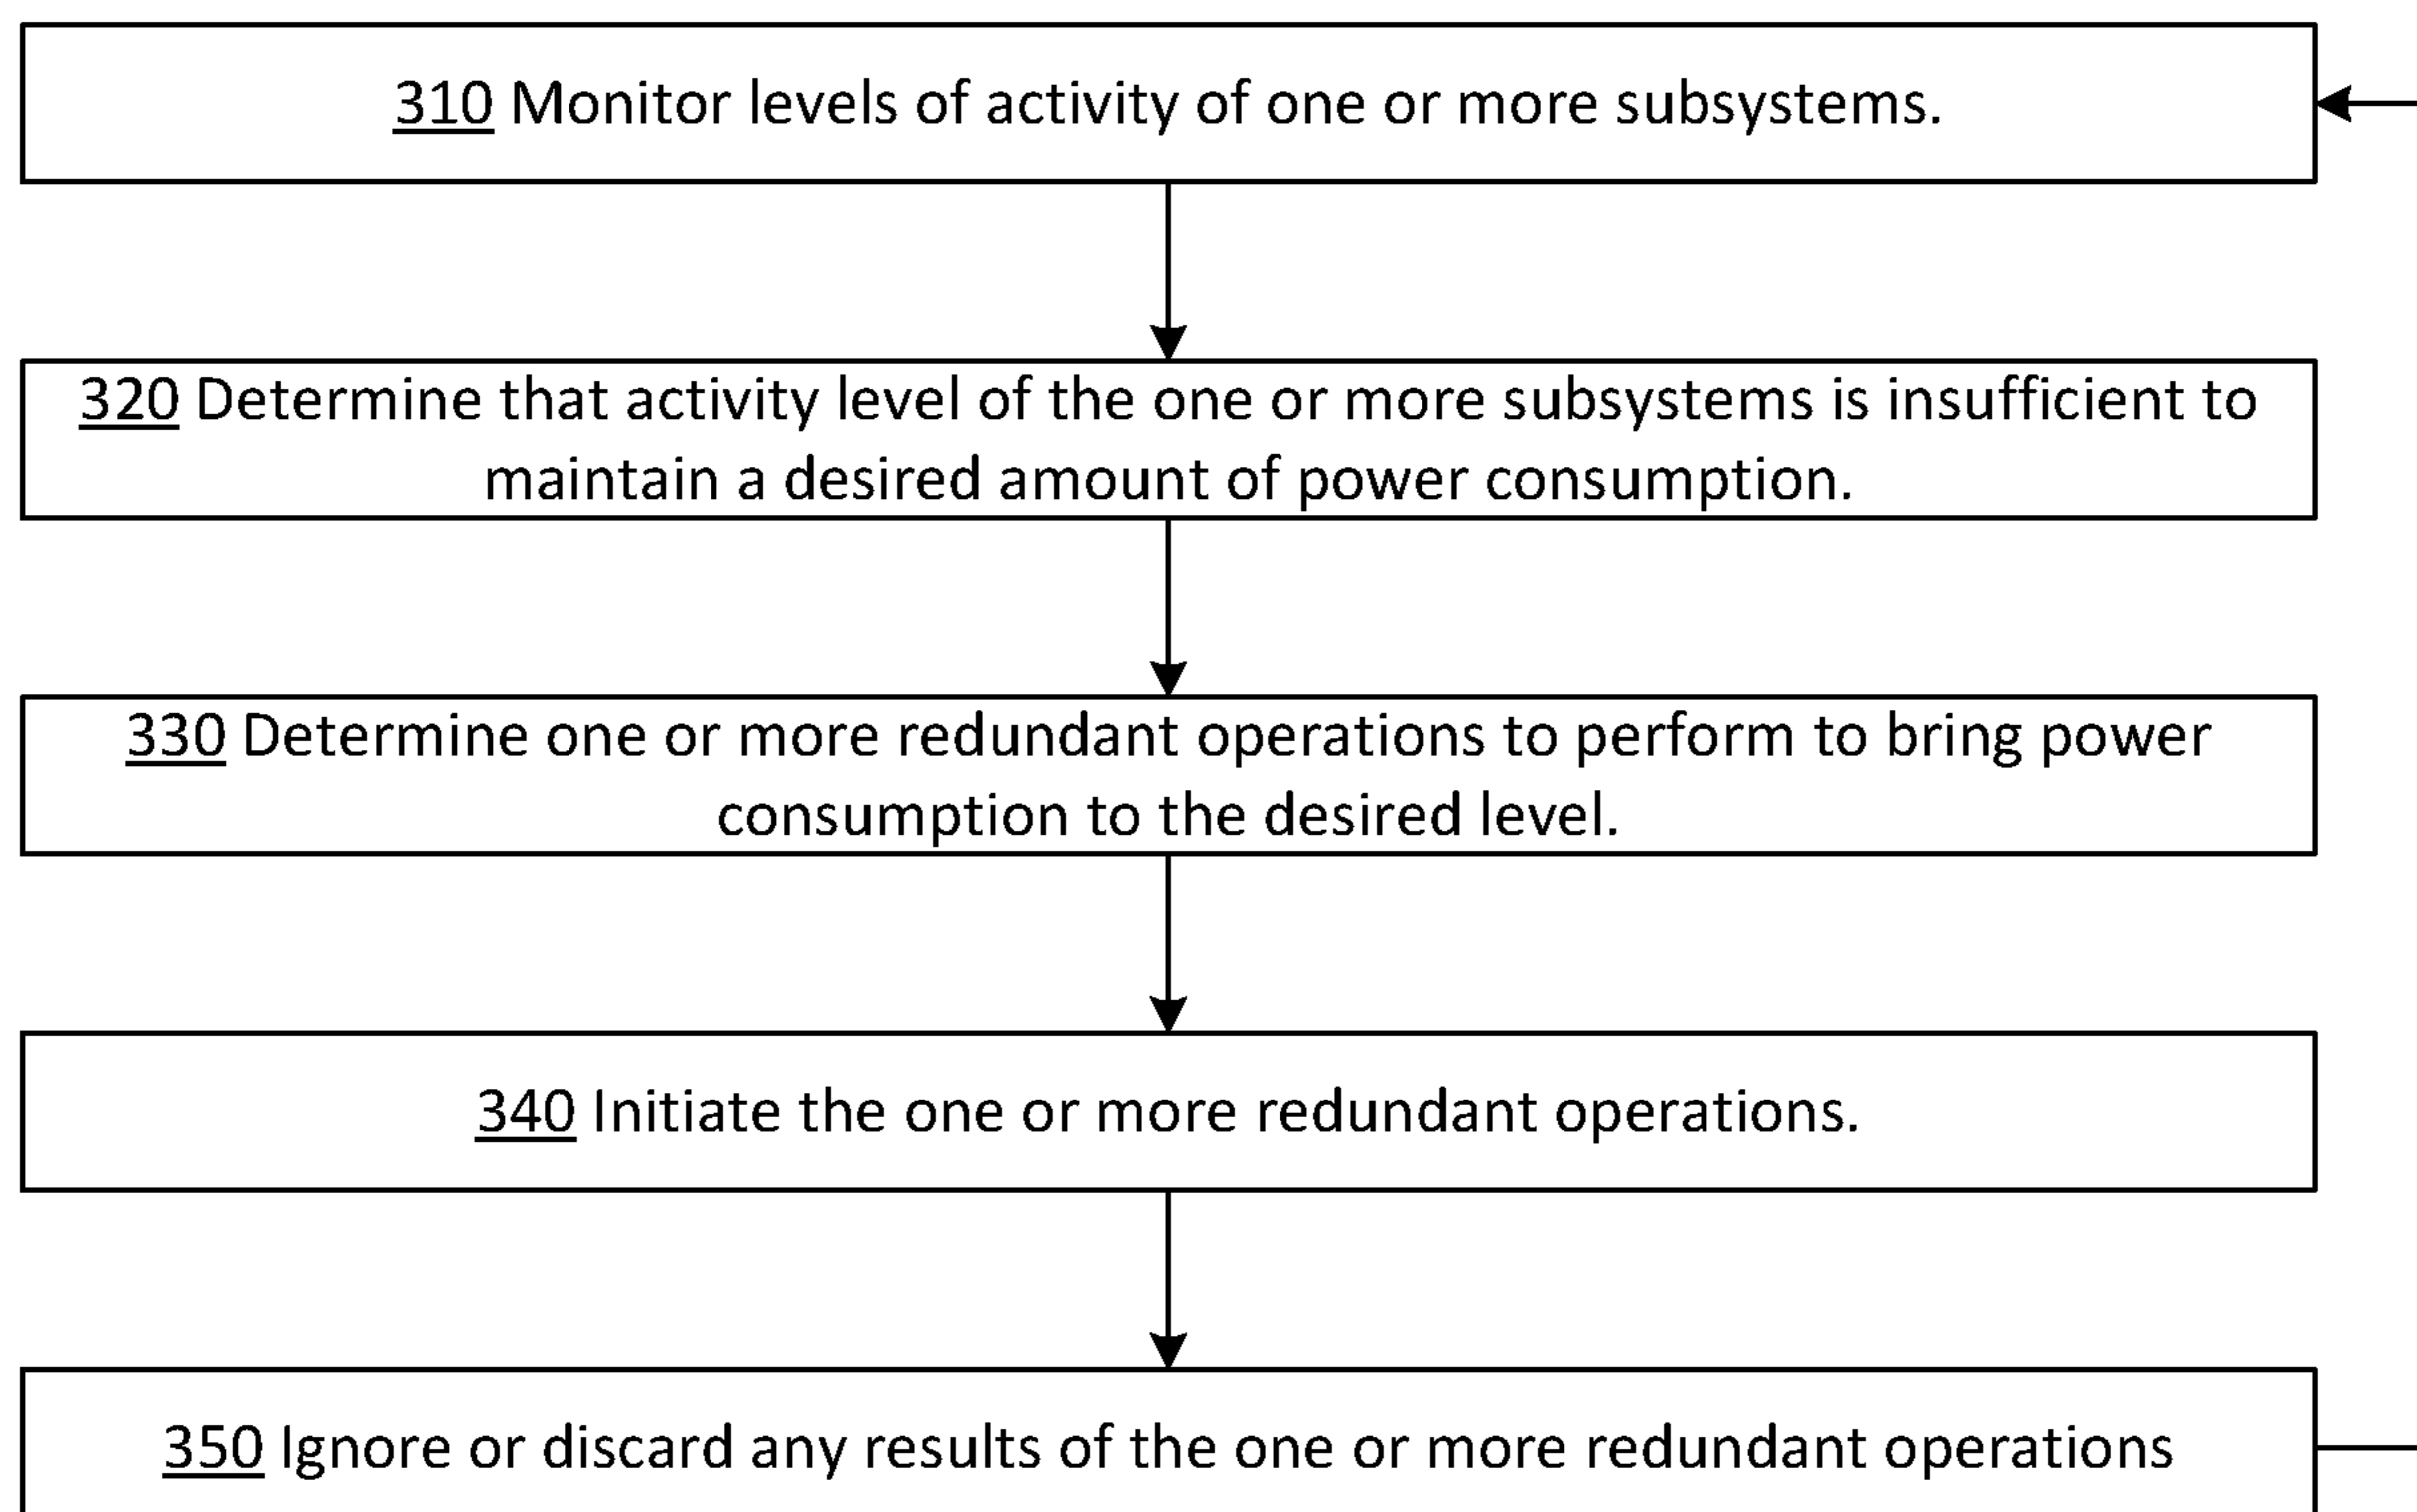 310 Monitor levels of activity of one or more subsystems.
320 Determine that activity level of the one or more subsystems is insufficient to
maintain a desired amount of power consumption.
330 Determine one or more redundant operations to perform to bring power
consumption to the desired level.
340 Initiate the one or more redundant operations.
350 Ignore or discard any results of the one or more redundant operations